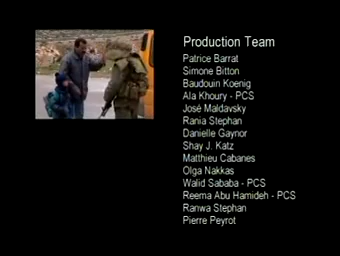 Production Team
Patrice Barrat
Simone Bitton
Baudouin Koenig
Ala Khoury - PCS
José Maldavsky
Rania Stephan
Danielle Gaynor
Shay J. Katz
Matthieu Cabanes
Olga Nakkas
Walid Sababa - PCS
Reema Abu Hamideh - PCS
Ranwa Stephan
Pierre Peyrot